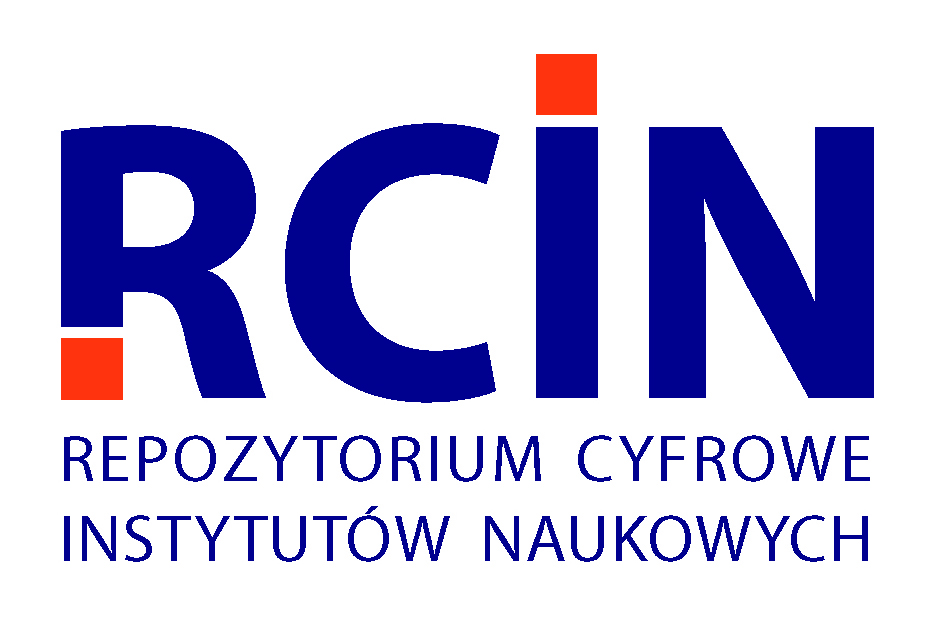 RCIN
REPOZYTORIUM CYFROWE
INSTYTUTÓW NAUKOWYCH